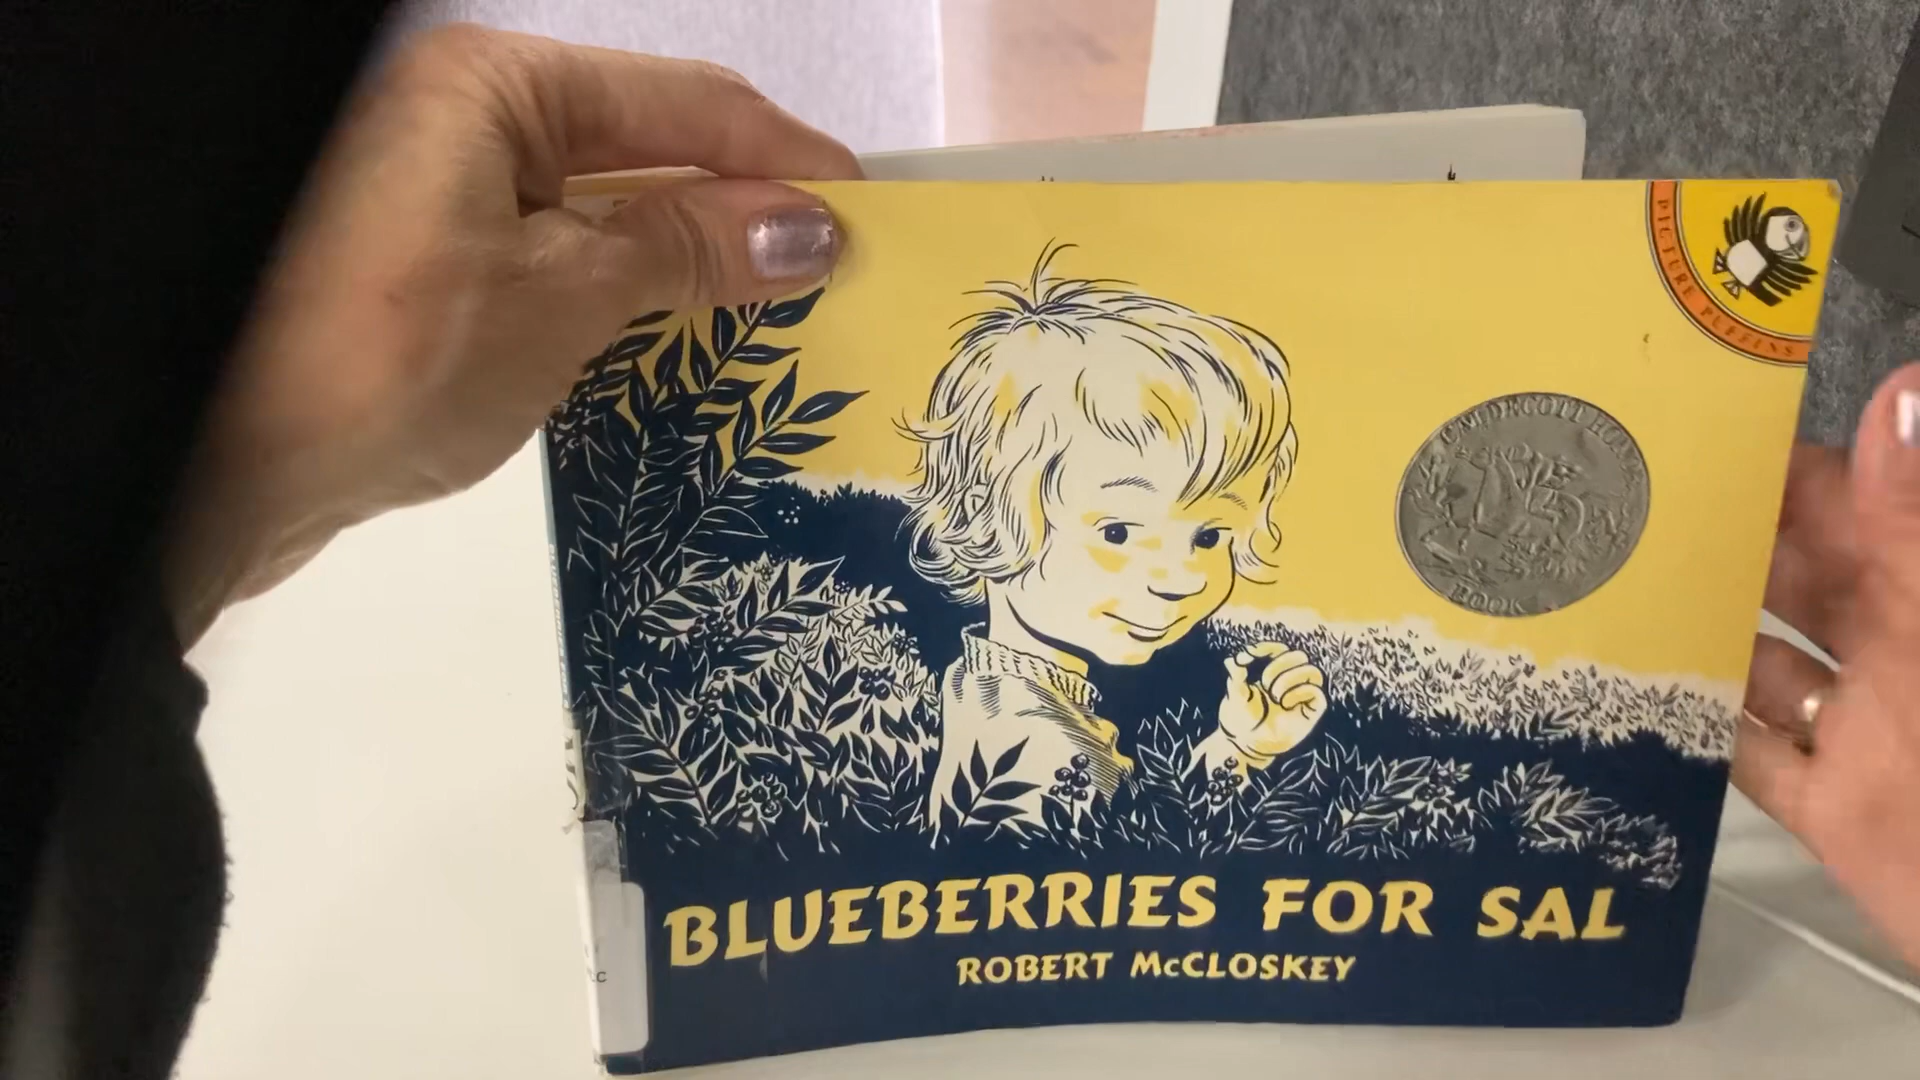 PICTURE PUFFINS
A CALDECOTT HONOR
BOOK
BLUEBERRIES FOR SAL
ROBERT McCLOSKEY